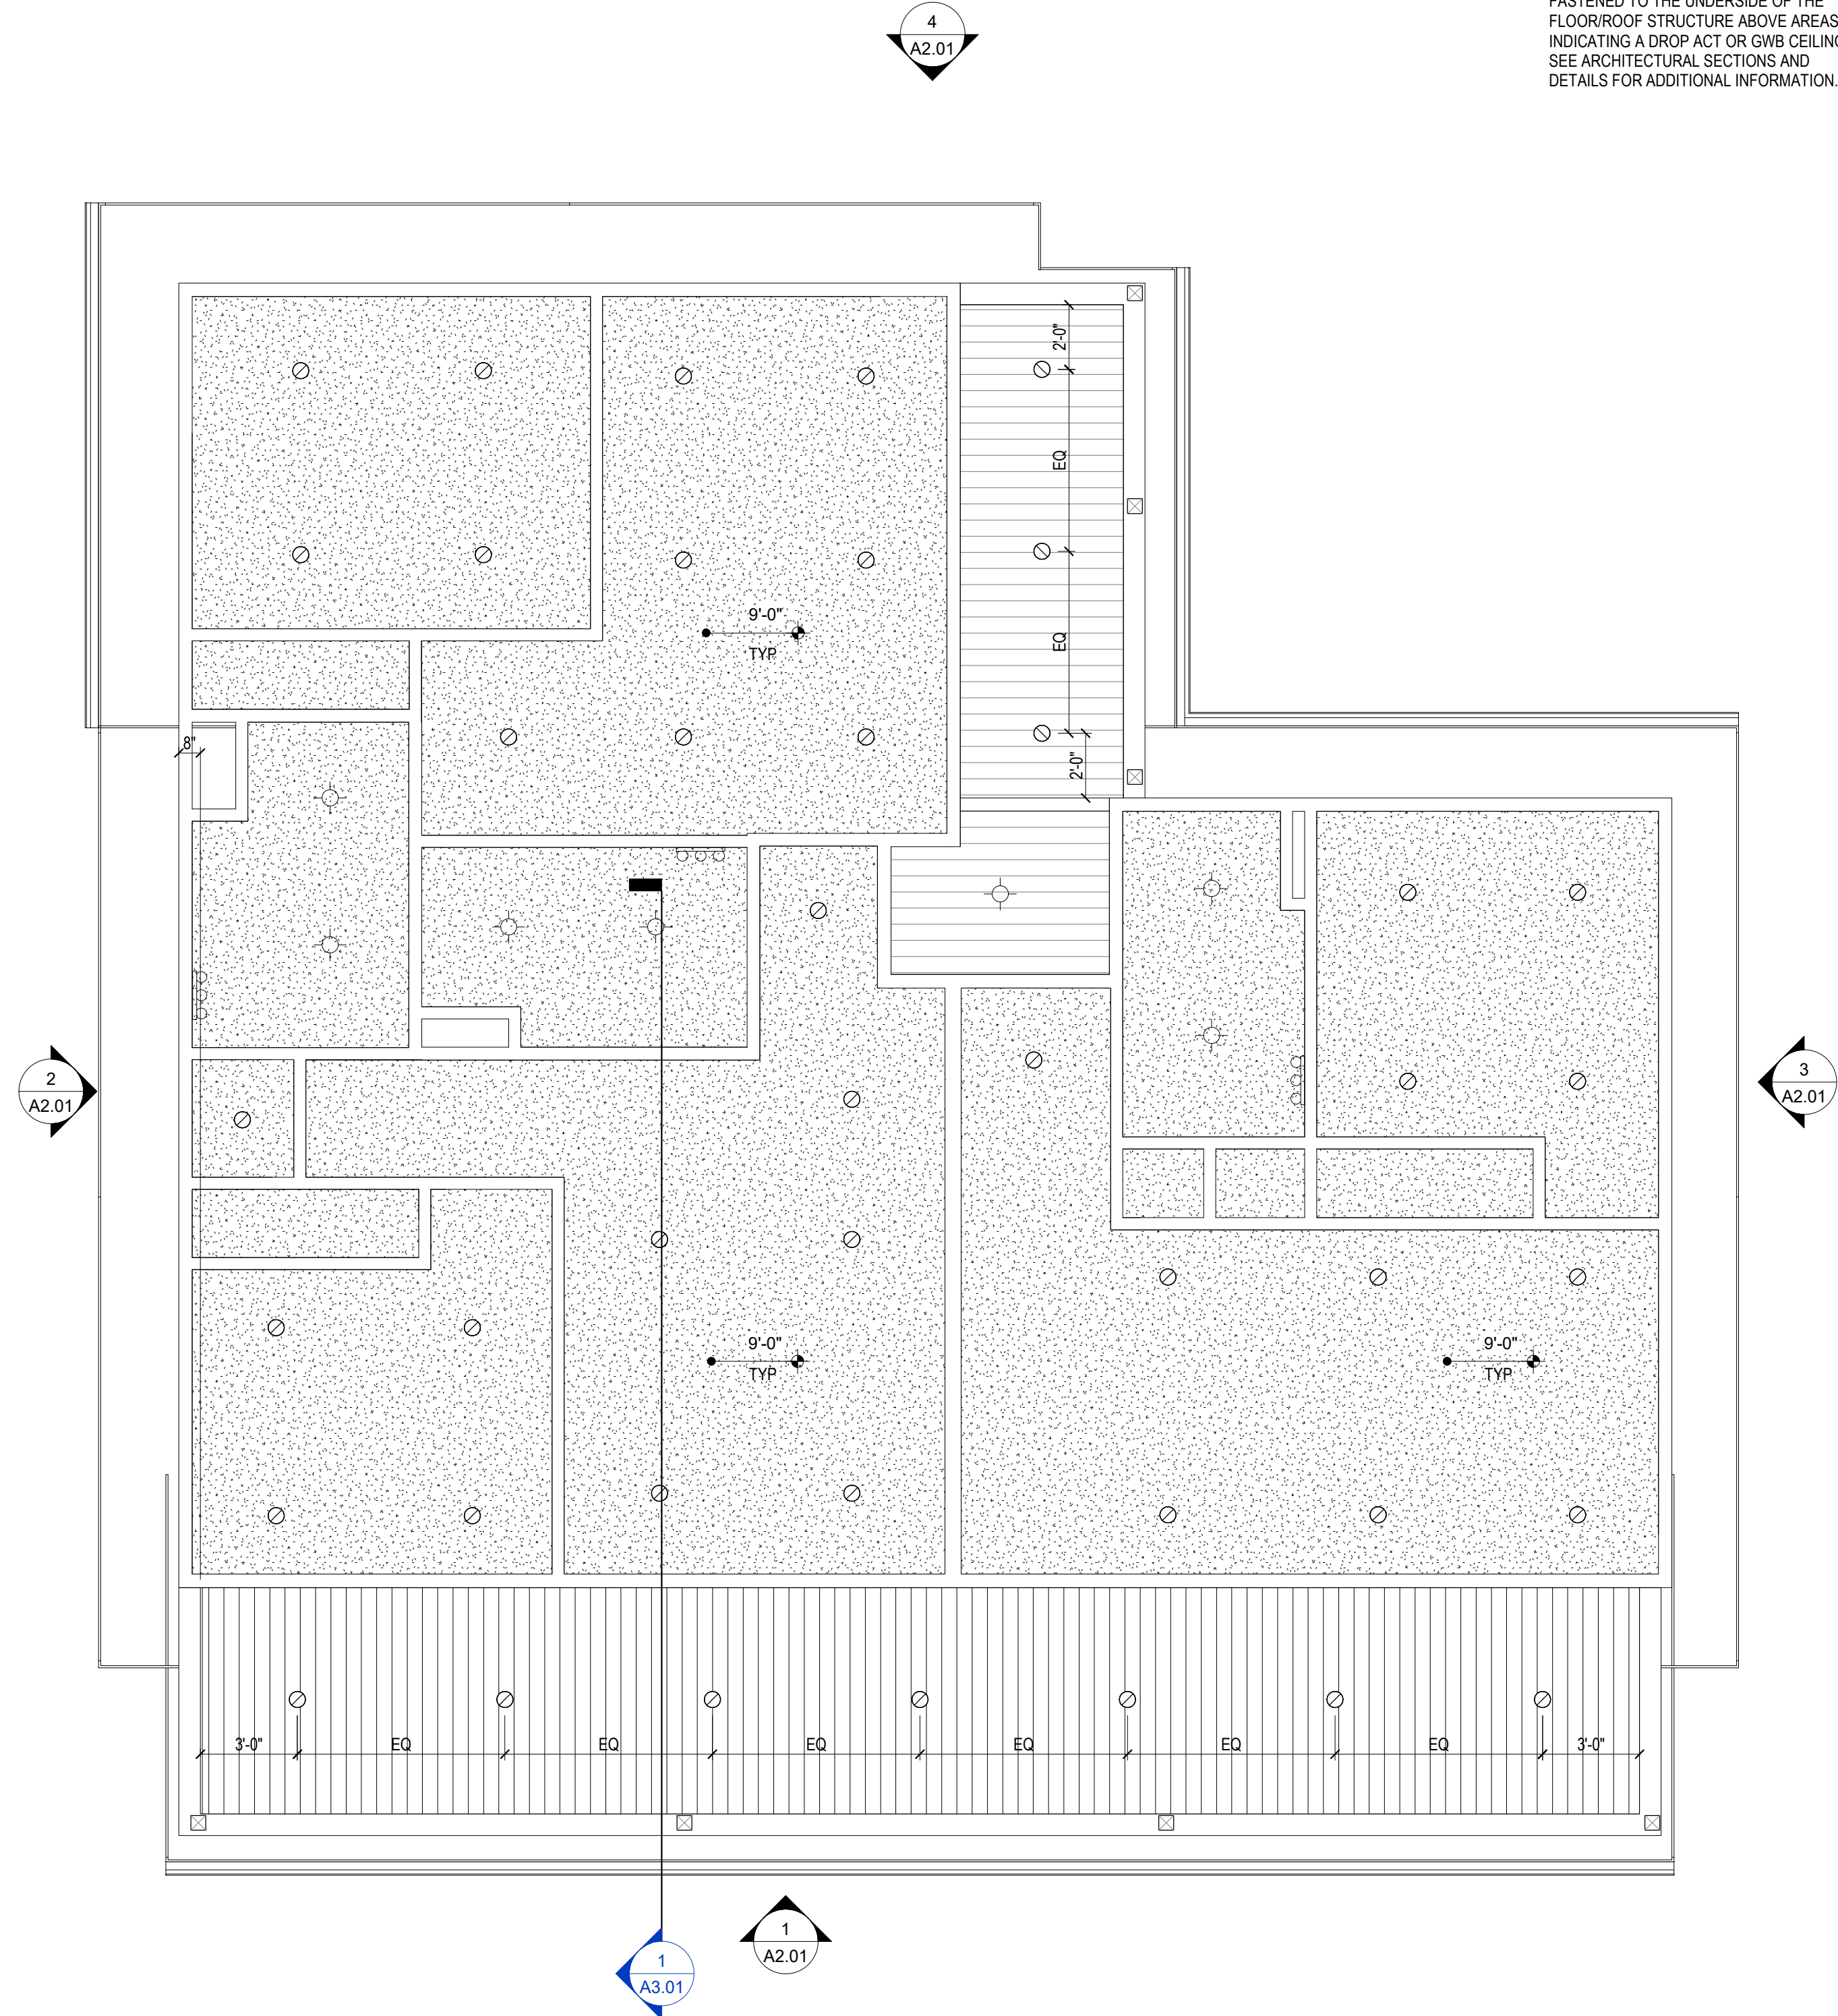 FASTENED TO THE UNDERSIDE OF THE
FLOOR/ROOF STRUCTURE ABOVE AREAS
INDICATING A DROP ACT OR GWB CEILING
SEE ARCHITECTURAL SECTIONS AND
DETAILS FOR ADDITIONAL INFORMATION.
4
A2.01
2'-0"
EQ
EQ
2'-0"
9'-0"
TYP
8"
2
A2.01
3
A2.01
9'-0"
TYP
9'-0"
TYP
3'-0"
EQ
EQ
EQ
EQ
EQ
EQ
3'-0"
1
A2.01
1
A3.01